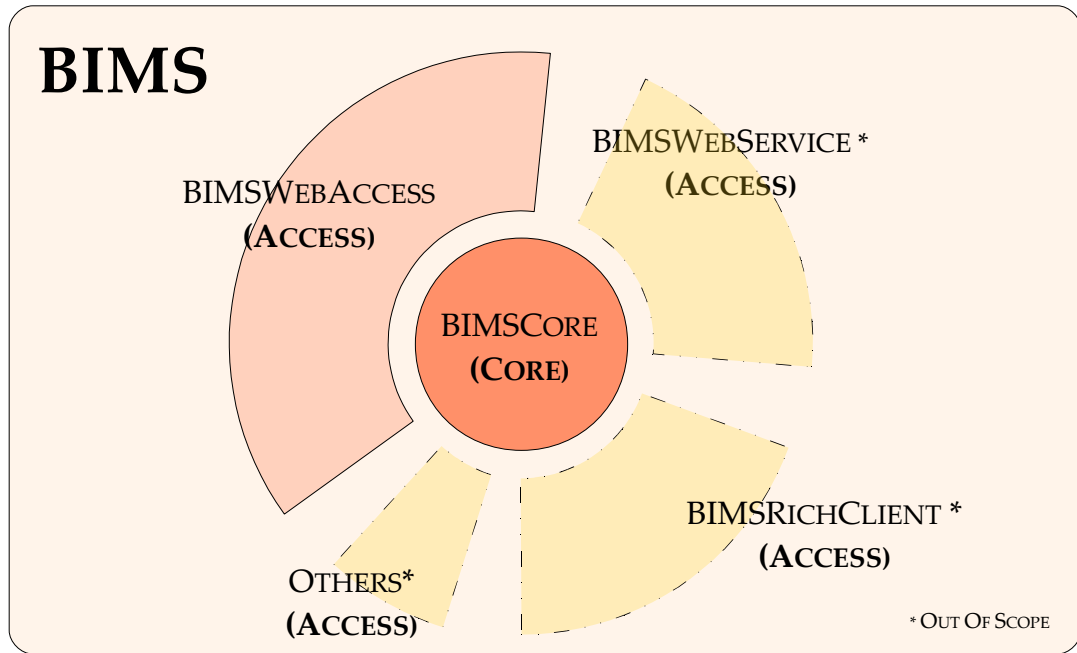 BIMS
BIMSWEBSERVICE *
(ACCESS)
BIMSWEBACCESS
(ACCESS)
BIMSCORE
(CORE)
BIMSRICHCLIENT *
(ACCESS)
OTHERS*
(ACCESS)
* OUT OF SCOPE